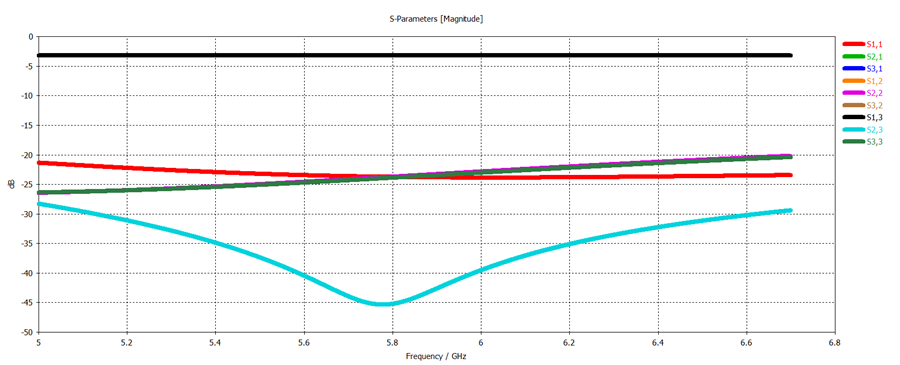 S-Parameters [Magnitude]
0
-5
-10
-15
-20
-25
-30
-35
-40
-45
-50
dB
5
5.2
5.4
5.6
5.8
6
6.2
6.4
6.6
6.8
Frequency / GHz
S1,1
S2,1
S3,1
S1,2
S2,2
S3,2
S1,3
S2,3
S3,3